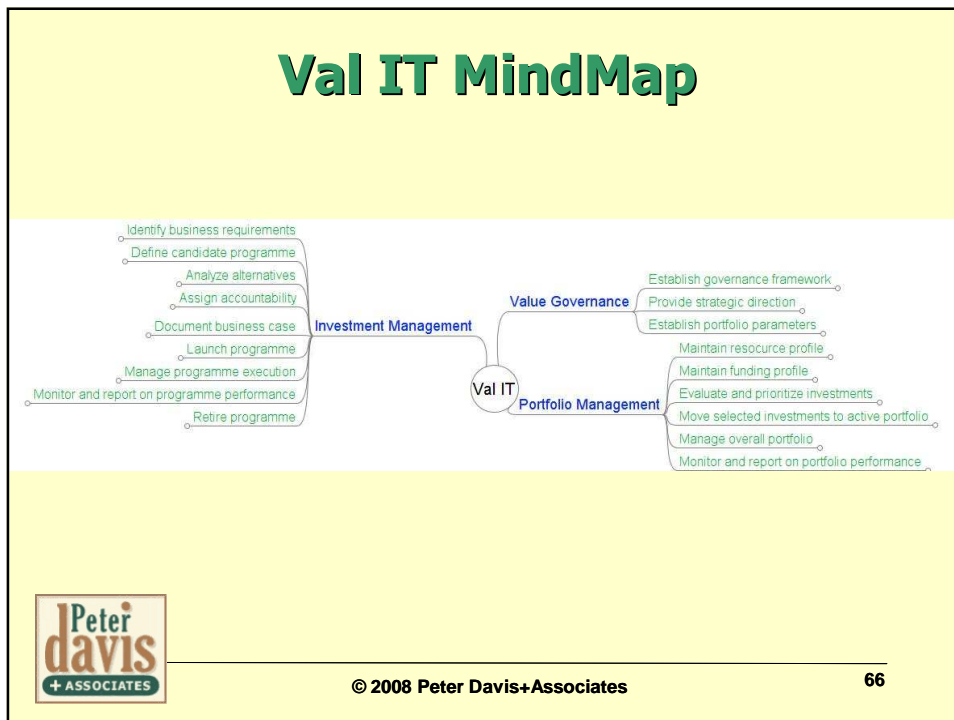 Val IT MindMap
Identify business requirements
Define candidate programme
Analyze alternatives
Assign accountability
Document business case
Launch programme
Manage programme execution
Monitor and report on programme performance
Retire programme
Investment Management
Val IT
Value Governance
Establish governance framework
Provide strategic direction
Establish portfolio parameters
Portfolio Management
Maintain resocurce profile
Maintain funding profile
Evaluate and prioritize investments
Move selected investments to active portfolio
Manage overall portfolio
Monitor and report on portfolio performance
Peter
davis
+ ASSOCIATES
© 2008 Peter Davis+Associates
66